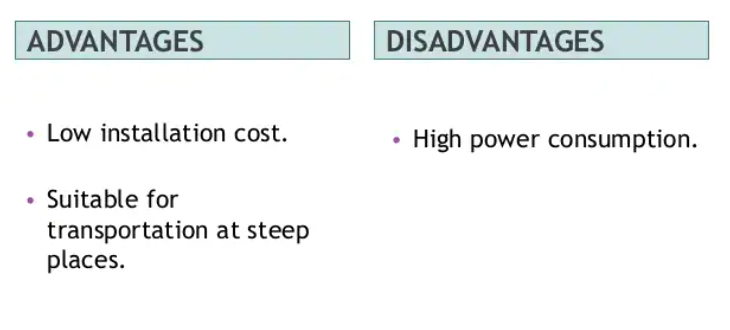 ADVANTAGES
• Low installation cost.
• Suitable for
transportation at steep
places.
DISADVANTAGES
• High power consumption.